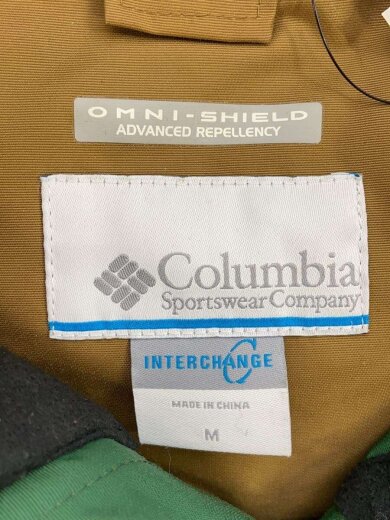 OMNI-SHIELD
ADVANCED REPELLENCY
Columbia
Sportswear Company
INTERCHANGE
MADE IN CHINA
M